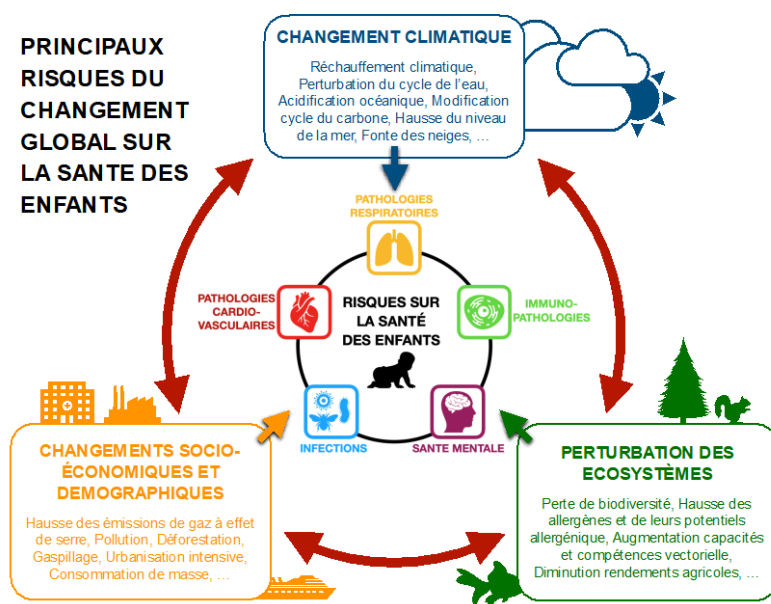 PRINCIPAUX
RISQUES DU
CHANGEMENT
GLOBAL SUR
LA SANTE DES
ENFANTS
CHANGEMENT CLIMATIQUE
Réchauffement climatique,
Perturbation du cycle de l'eau,
Acidification océanique, Modification
cycle du carbone, Hausse du niveau
de la mer, Fonte des neiges, ...
PATHOLOGIES
RESPIRATOIRES
PATHOLOGIES
CARDIO-
VASCULAIRES
RISQUES SUR
LA SANTÉ
DES ENFANTS
IMMUNO-
PATHOLOGIES
INFECTIONS
SANTE MENTALE
CHANGEMENTS SOCIO-
ÉCONOMIQUES ET
DEMOGRAPHIQUES
Hausse des émissions de gaz à effet
de serre, Pollution, Déforestation,
Gaspillage, Urbanisation intensive,
Consommation de masse, ...
PERTURBATION DES
ECOSYSTÈMES
Perte de biodiversité, Hausse des
allergènes et de leurs potentiels
allergénique, Augmentation capacités
et compétences vectorielle,
Diminution rendements agricoles, ...